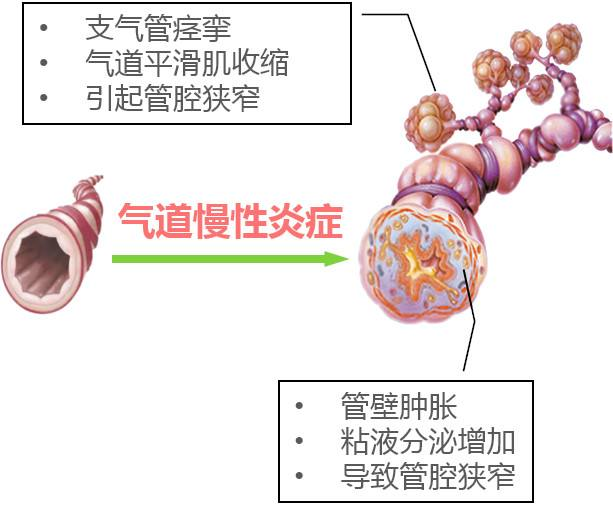 • 支气管痉挛
• 气道平滑肌收缩
• 引起管腔狭窄
气道慢性炎症
• 管壁肿胀
• 粘液分泌增加
• 导致管腔狭窄